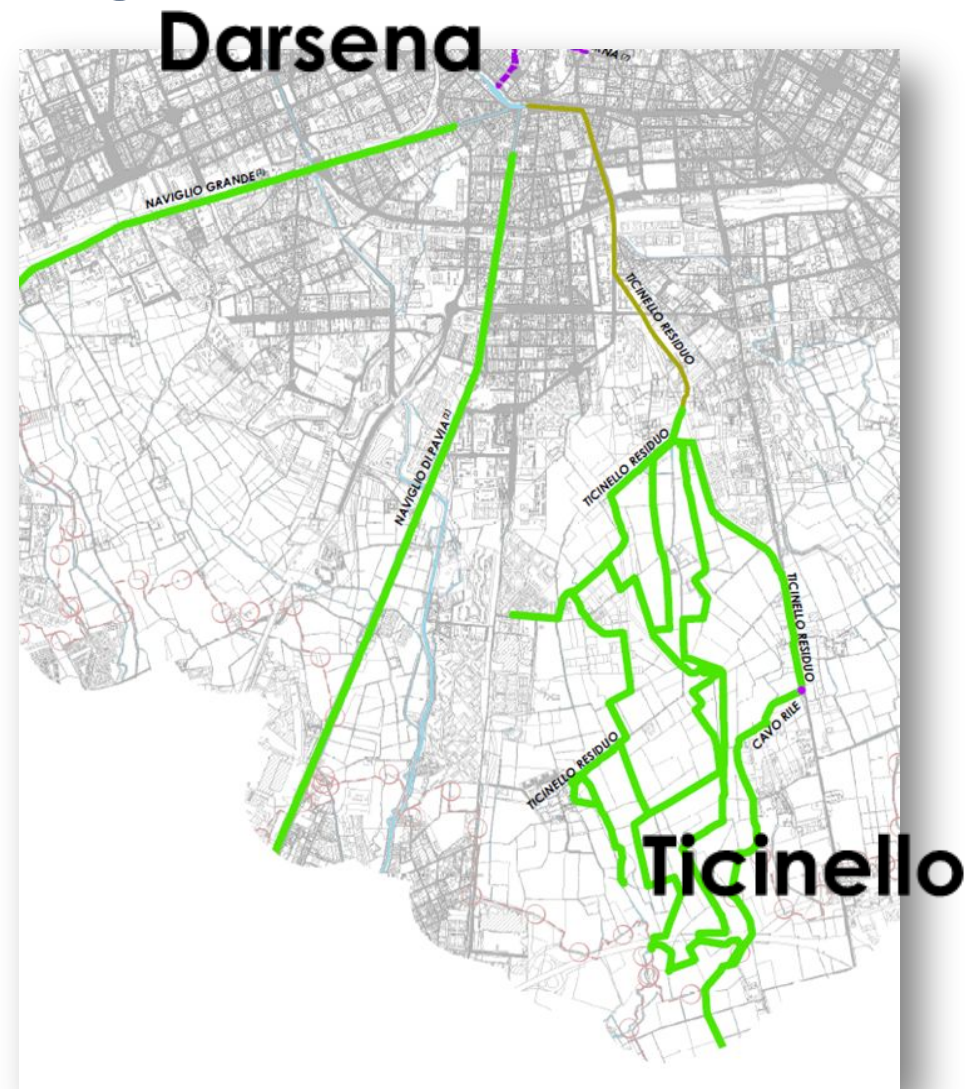 Darsena
NAVIGLIO GRANDE
TICINELLO RESIDUO
NAVIGLIO DI PAVIA
TICINELLO RESIDUO
TICINELLO RESIDUO
CAVO RILE
TICINELLO RESIDUO
Ticinello